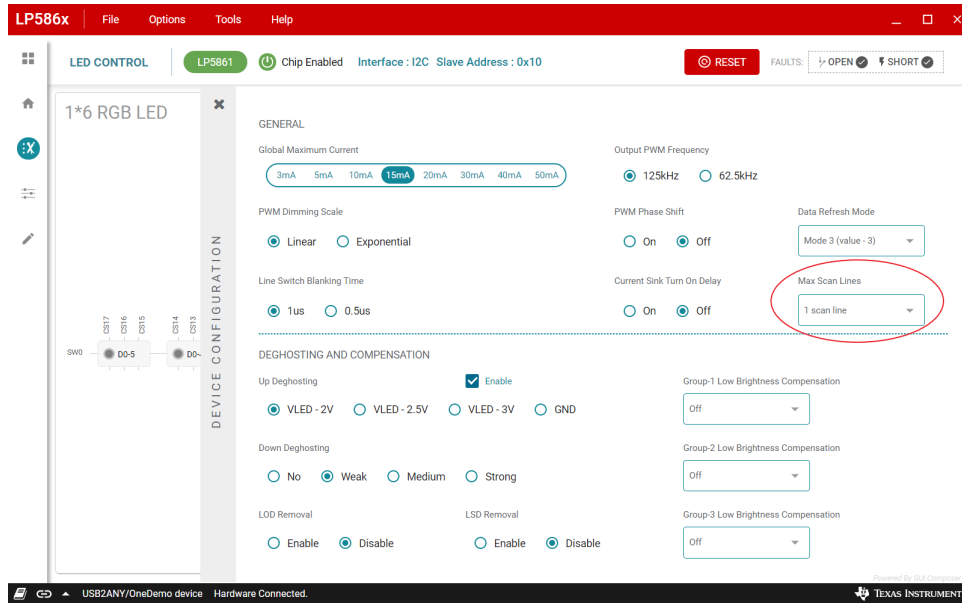 LP586x File Options Tools Help
LED CONTROL LP5861 Chip Enabled Interface : I2C Slave Address : 0x10 RESET FAULTS: OPEN SHORT
1*6 RGB LED
GENERAL
Global Maximum Current Output PWM Frequency
3mA 5mA 10mA 15mA 20mA 30mA 40mA 50mA 125kHz 62.5kHz
PWM Dimming Scale PWM Phase Shift Data Refresh Mode
Linear Exponential On Off Mode 3 (value - 3)
DEVICE CONFIGURATION
Line Switch Blanking Time Current Sink Turn On Delay Max Scan Lines
1us 0.5us On Off 1 scan line
CS17 CS16 CS15 CS14 CS13
SW0 D0-5 D0-
DEGHOSTING AND COMPENSATION
Up Deghosting Enable Group-1 Low Brightness Compensation
VLED - 2V VLED - 2.5V VLED - 3V GND Off
Down Deghosting Group-2 Low Brightness Compensation
No Weak Medium Strong Off
LOD Removal LSD Removal Group-3 Low Brightness Compensation
Enable Disable Enable Disable Off
Powered By GUI Composer
USB2ANY/OneDemo device Hardware Connected. TEXAS INSTRUMENT